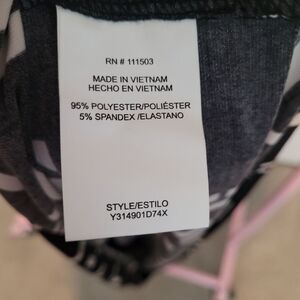 RN # 111503
MADE IN VIETNAM
HECHO EN VIETNAM
95% POLYESTER/POLIÉSTER
5% SPANDEX /ELASTANO
STYLE/ESTILO
Y314901D74X